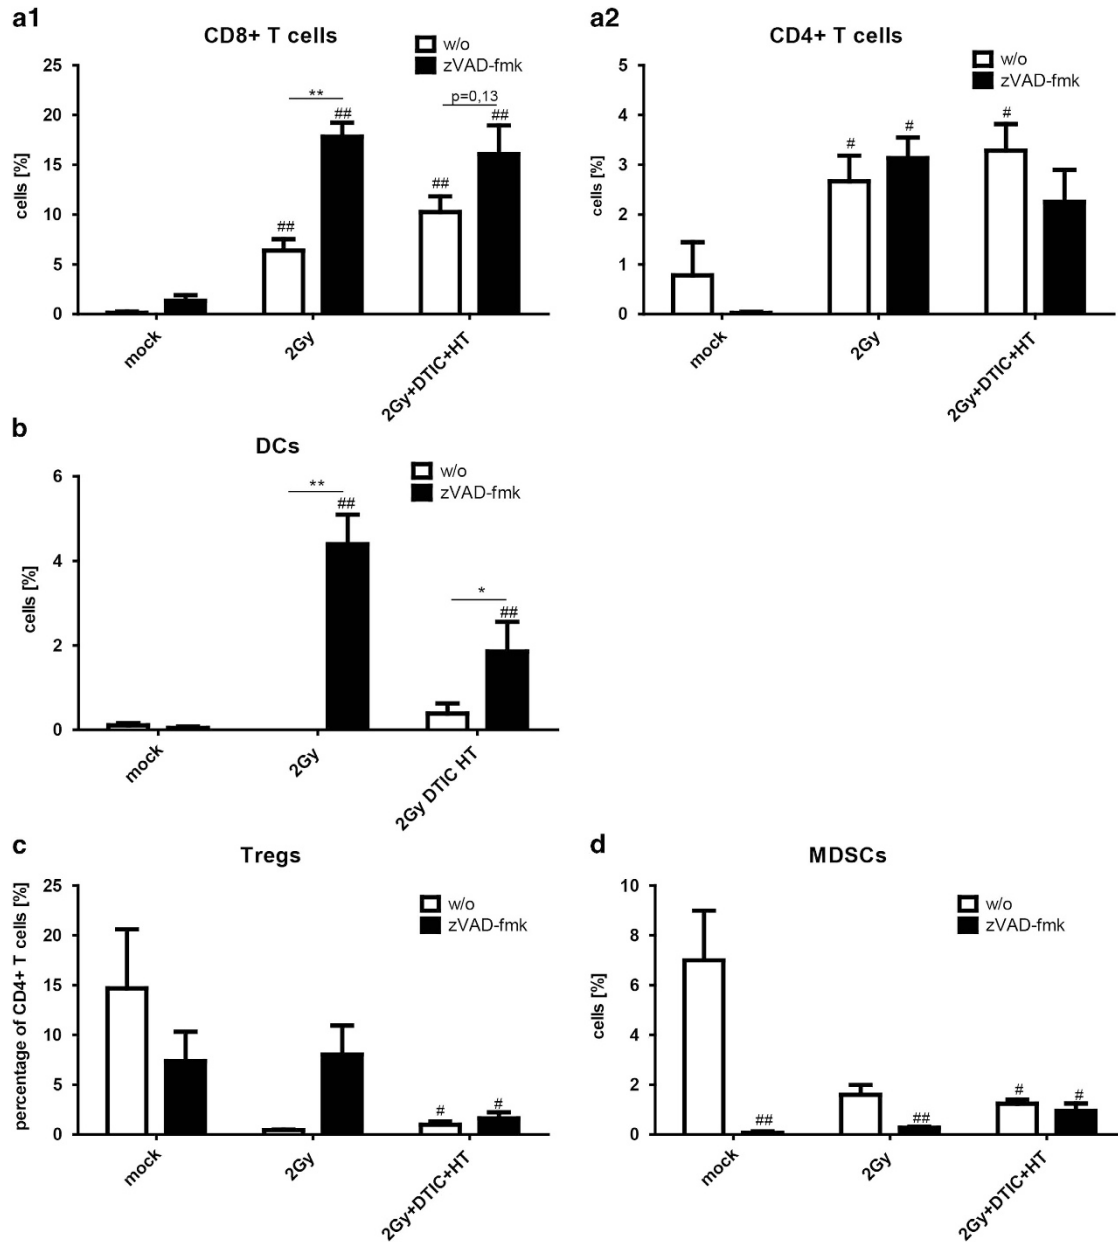 a1
CD8+ T cells
w/o
zVAD-fmk
25
20
15
10
5
0
cells [%]
**
p=0,13
##
##
##
##
mock
2Gy
2Gy+DTIC+HT
a2
CD4+ T cells
w/o
zVAD-fmk
5
4
3
2
1
0
cells [%]
#
#
#
mock
2Gy
2Gy+DTIC+HT
b
DCs
w/o
zVAD-fmk
6
4
2
0
cells [%]
**
##
*
##
mock
2Gy
2Gy DTIC HT
c
Tregs
w/o
zVAD-fmk
25
20
15
10
5
0
percentage of CD4+ T cells [%]
#
#
mock
2Gy
2Gy+DTIC+HT
d
MDSCs
w/o
zVAD-fmk
10
8
6
4
2
0
cells [%]
##
##
#
#
mock
2Gy
2Gy+DTIC+HT